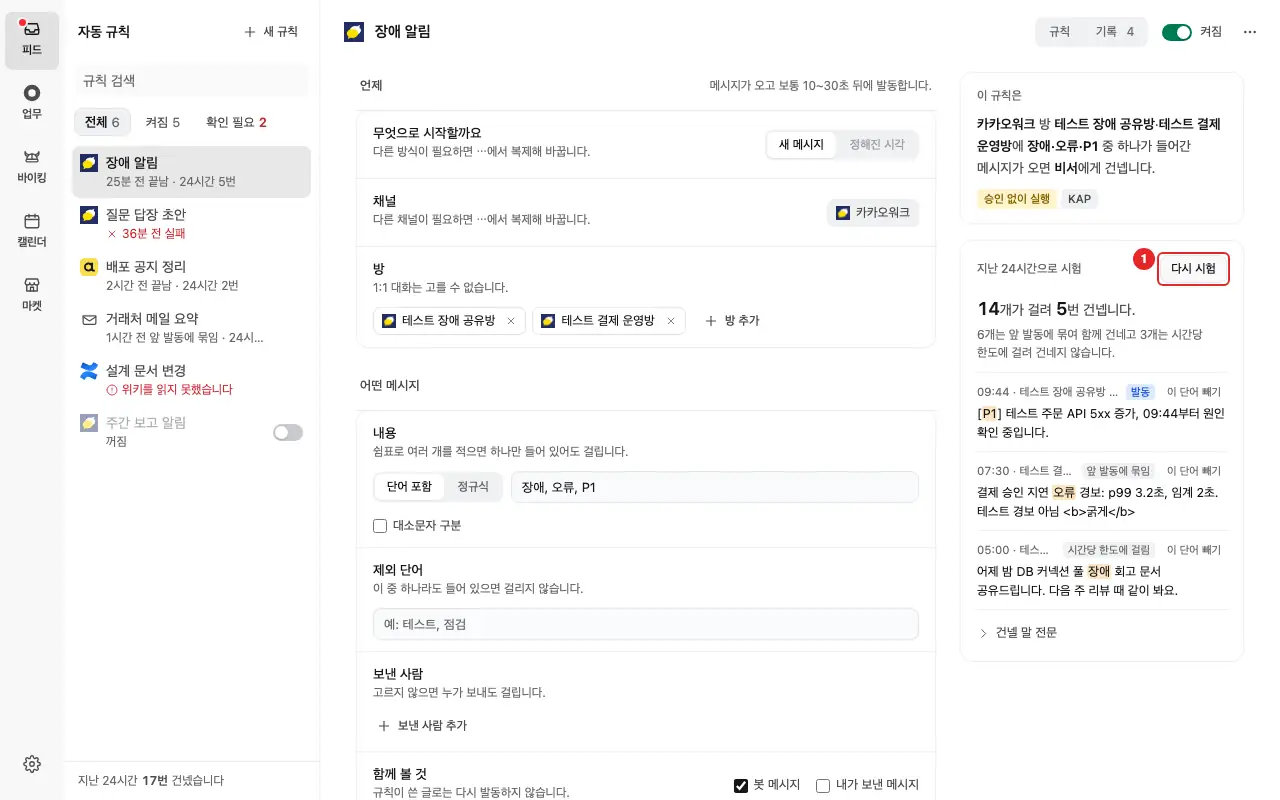 피드
업무
바이킹
캘린더
마켓
자동 규칙
새 규칙
규칙 검색
전체 6
켜짐 5
확인 필요 2
장애 알림
25분 전 끝남 · 24시간 5번
질문 답장 초안
36분 전 실패
배포 공지 정리
2시간 전 끝남 · 24시간 2번
거래처 메일 요약
1시간 전 앞 발동에 묶임 · 24시...
설계 문서 변경
위키를 읽지 못했습니다
주간 보고 알림
꺼짐
지난 24시간 17번 건넸습니다
장애 알림
규칙
기록 4
켜짐
언제
메시지가 오고 보통 10~30초 뒤에 발동합니다.
무엇으로 시작할까요
다른 방식이 필요하면 ···에서 복제해 바꿉니다.
새 메시지
정해진 시각
채널
다른 채널이 필요하면 ···에서 복제해 바꿉니다.
카카오워크
방
1:1 대화는 고를 수 없습니다.
테스트 장애 공유방
테스트 결제 운영방
방 추가
어떤 메시지
내용
쉼표로 여러 개를 적으면 하나만 들어 있어도 걸립니다.
단어 포함
정규식
장애, 오류, P1
대소문자 구분
제외 단어
이 중 하나라도 들어 있으면 걸리지 않습니다.
예: 테스트, 점검
보낸 사람
고르지 않으면 누가 보내도 걸립니다.
보낸 사람 추가
함께 볼 것
규칙이 쓴 글로는 다시 발동하지 않습니다.
봇 메시지
내가 보낸 메시지
이 규칙은
카카오워크 방 테스트 장애 공유방·테스트 결제
운영방에 장애·오류·P1 중 하나가 들어간
메시지가 오면 비서에게 건넵니다.
승인 없이 실행
KAP
지난 24시간으로 시험
1
다시 시험
14개가 걸려 5번 건넵니다.
6개는 앞 발동에 묶여 함께 건네고 3개는 시간당
한도에 걸려 건네지 않습니다.
09:44 · 테스트 장애 공유방 ...
발동
이 단어 빼기
[P1] 테스트 주문 API 5xx 증가, 09:44부터 원인
확인 중입니다.
07:30 · 테스트 결...
앞 발동에 묶임
이 단어 빼기
결제 승인 지연 오류 경보: p99 3.2초, 임계 2초.
테스트 경보 아님 <b>굵게</b>
05:00 · 테스...
시간당 한도에 걸림
이 단어 빼기
어제 밤 DB 커넥션 풀 장애 회고 문서
공유드립니다. 다음 주 리뷰 때 같이 봐요.
건넬 말 전문